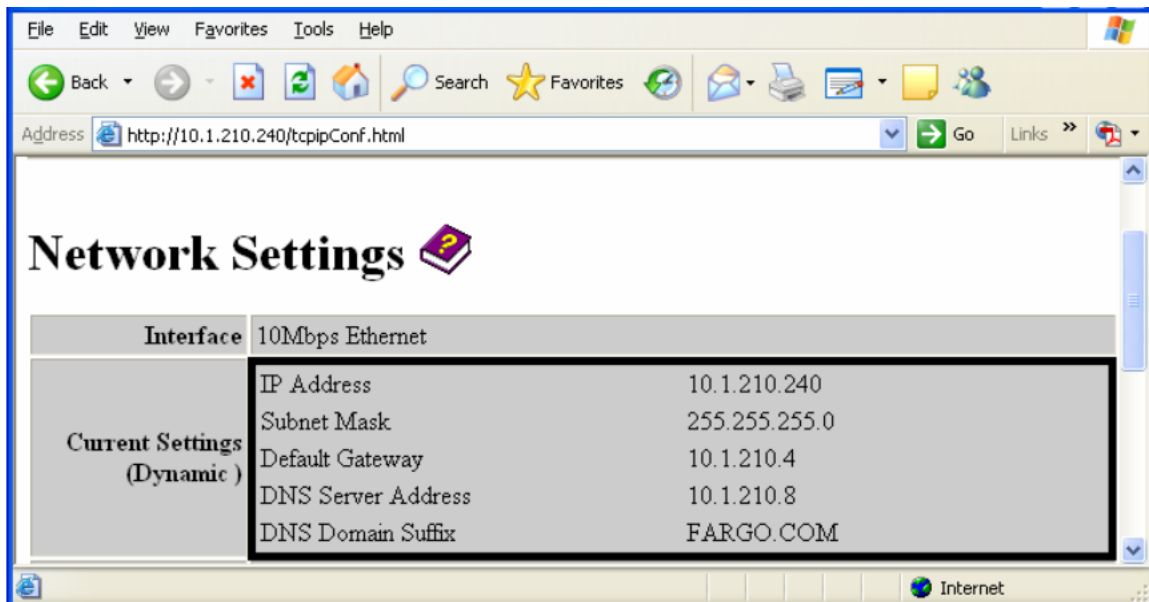 File Edit View Favorites Tools Help
Back Search Favorites
Address http://10.1.210.240/tcpipConf.html Go Links »
Network Settings ?
Interface 10Mbps Ethernet
Current Settings (Dynamic )
IP Address 10.1.210.240
Subnet Mask 255.255.255.0
Default Gateway 10.1.210.4
DNS Server Address 10.1.210.8
DNS Domain Suffix FARGO.COM
Internet